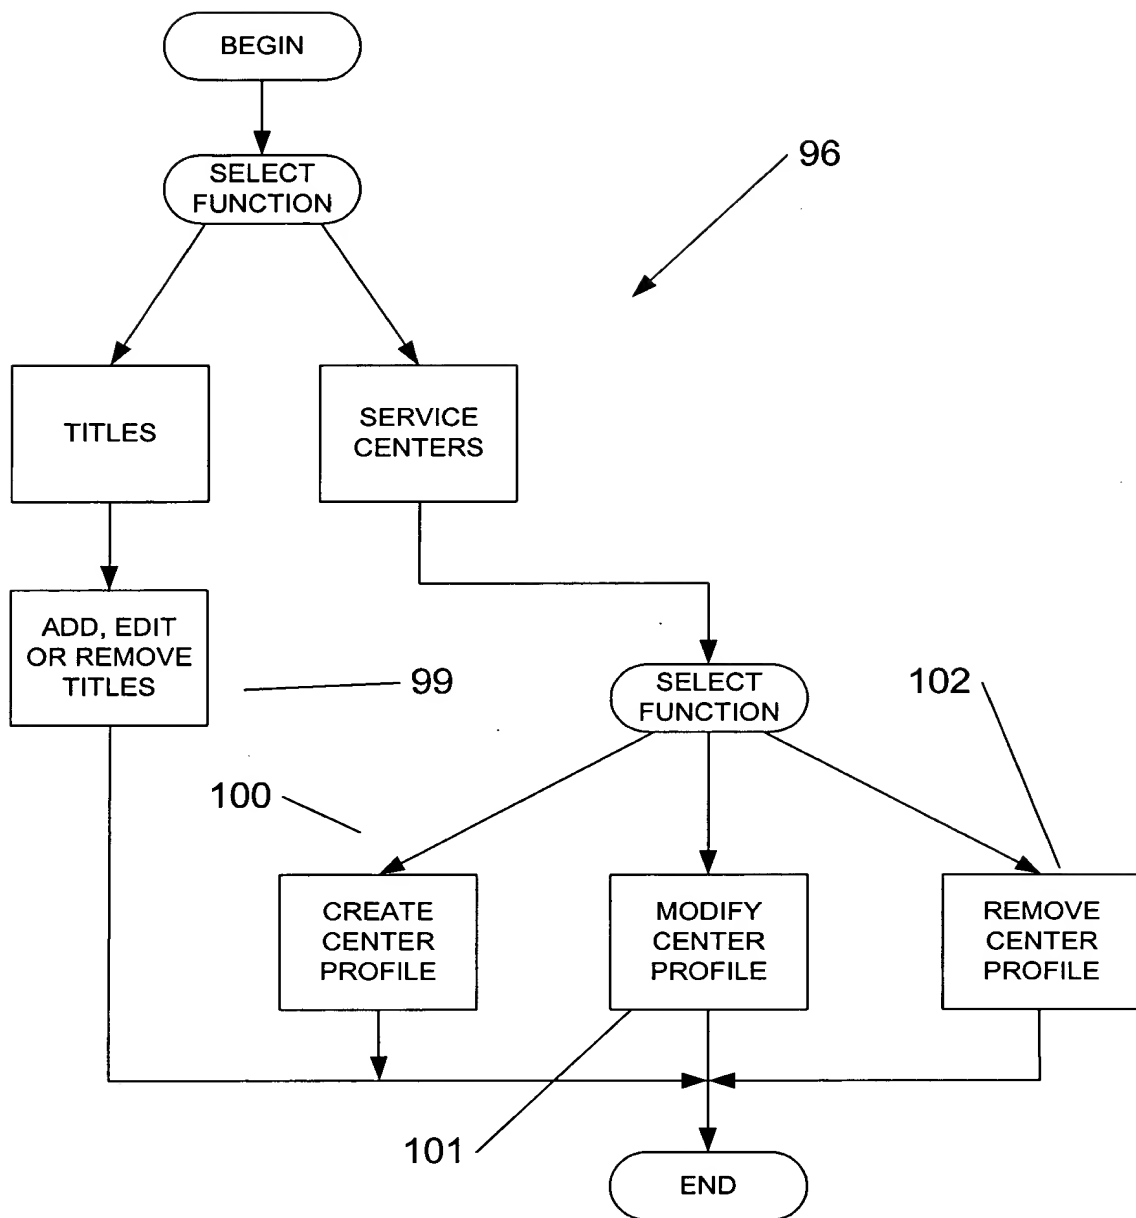 BEGIN
SELECT
FUNCTION
96
TITLES
SERVICE
CENTERS
ADD, EDIT
OR REMOVE
TITLES
99
SELECT
FUNCTION
102
100
CREATE
CENTER
PROFILE
MODIFY
CENTER
PROFILE
REMOVE
CENTER
PROFILE
101
END